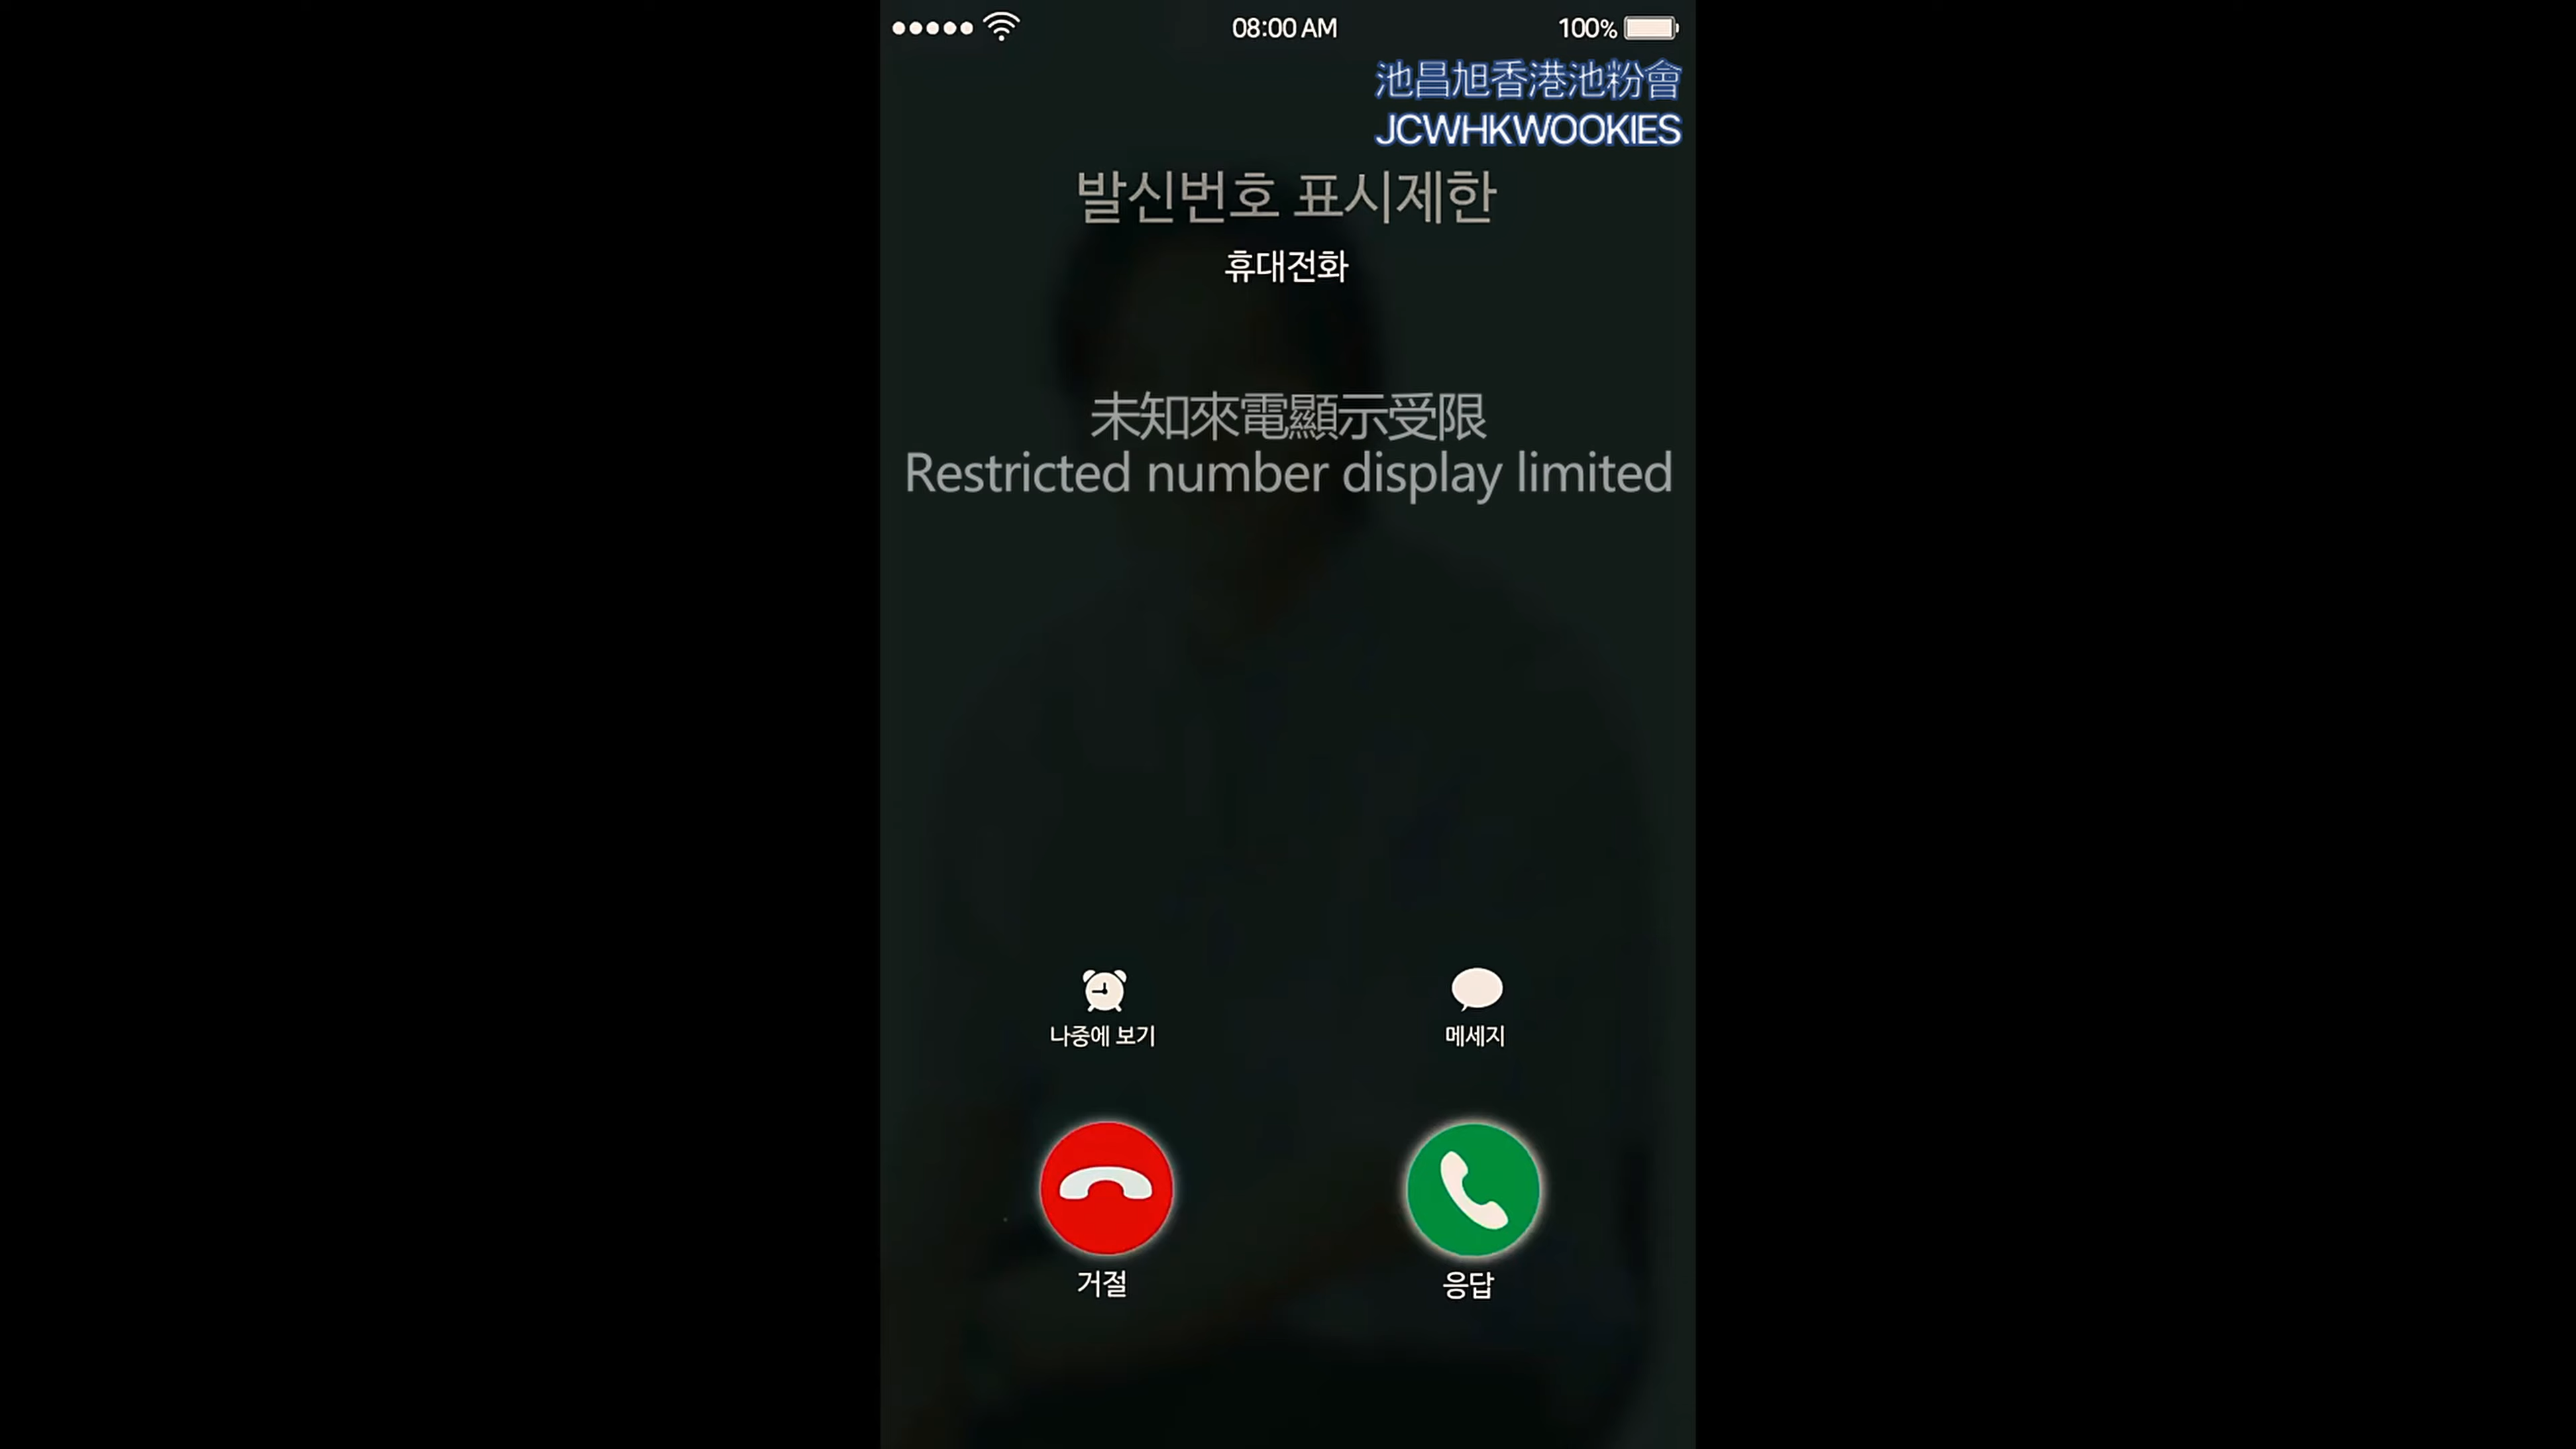 08:00 AM
100%
池昌旭香港池粉會
JCWHKWOOKIES
발신번호 표시제한
휴대전화
未知來電顯示受限
Restricted number display limited
나중에 보기
메세지
거절
응답